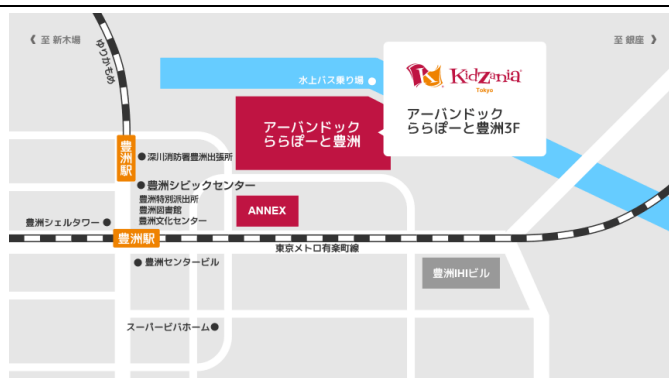 《 至 新木場
至 銀座 》
ゆりかもめ
水上バス乗り場
KidZania
Tokyo
アーバンドック
ららぽーと豊洲3F
アーバンドック
ららぽーと豊洲
豊洲駅
深川消防署豊洲出張所
豊洲シビックセンター
豊洲特別派出所
豊洲図書館
豊洲文化センター
ANNEX
豊洲シェルタワー
豊洲駅
東京メトロ有楽町線
豊洲センタービル
豊洲IHIビル
スーパービバホーム